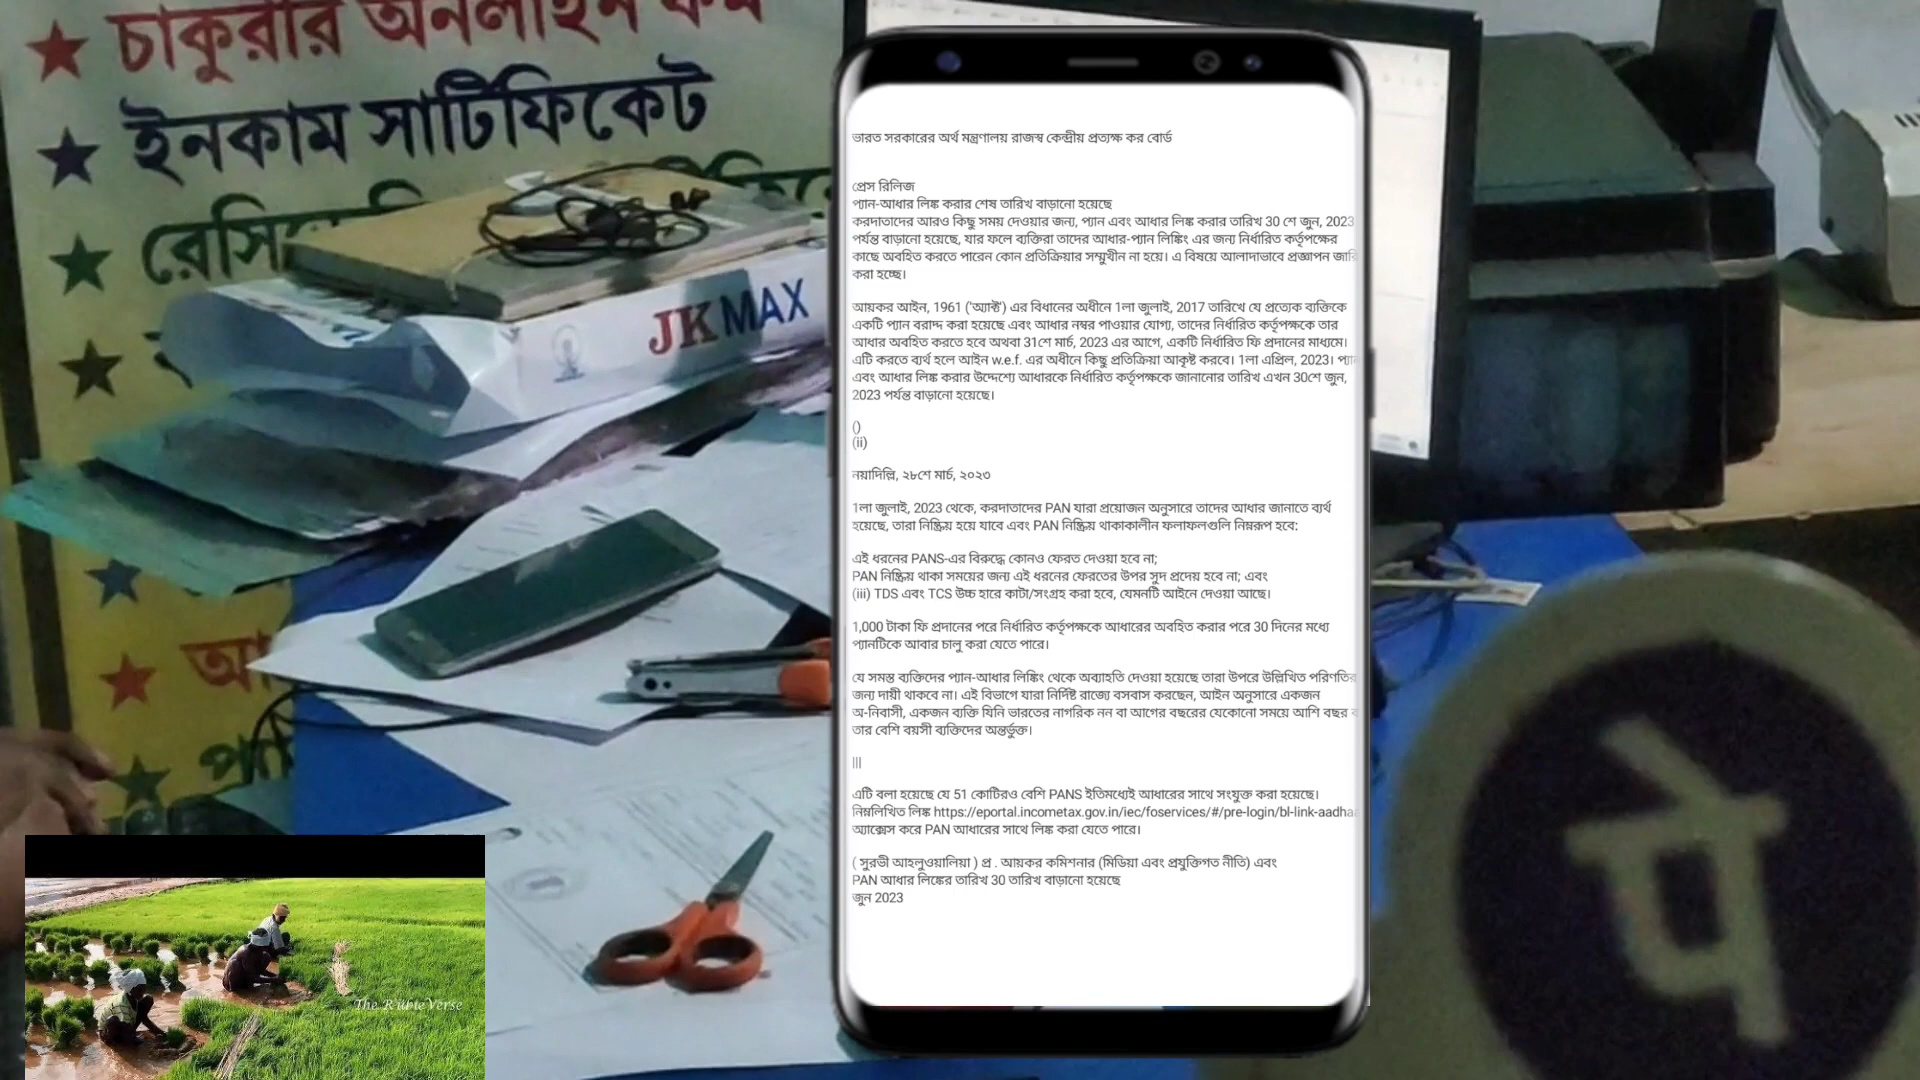 চাকুরীর অনলাইন ফর্ম
ইনকাম সার্টিফিকেট
JK MAX
ভারত সরকারের অর্থ মন্ত্রণালয় রাজস্ব কেন্দ্রীয় প্রত্যক্ষ কর বোর্ড
প্রেস রিলিজ
প্যান-আধার লিঙ্ক করার শেষ তারিখ বাড়ানো হয়েছে
করদাতাদের আরও কিছু সময় দেওয়ার জন্য, প্যান এবং আধার লিঙ্ক করার তারিখ 30 শে জুন, 2023
পর্যন্ত বাড়ানো হয়েছে, যার ফলে ব্যক্তিরা তাদের আধার-প্যান লিঙ্কিং এর জন্য নির্ধারিত কর্তৃপক্ষের
কাছে অবহিত করতে পারেন কোন প্রতিক্রিয়ার সম্মুখীন না হয়ে। এ বিষয়ে আলাদাভাবে প্রজ্ঞাপন জারি
করা হচ্ছে।
আয়কর আইন, 1961 ('অ্যাক্ট') এর বিধানের অধীনে 1লা জুলাই, 2017 তারিখে যে প্রত্যেক ব্যক্তিকে
একটি প্যান বরাদ্দ করা হয়েছে এবং আধার নম্বর পাওয়ার যোগ্য, তাদের নির্ধারিত কর্তৃপক্ষকে তার
আধার অবহিত করতে হবে অথবা 31শে মার্চ, 2023 এর আগে, একটি নির্ধারিত ফি প্রদানের মাধ্যমে।
এটি করতে ব্যর্থ হলে আইন w.e.f. এর অধীনে কিছু প্রতিক্রিয়া আকৃষ্ট করবে। 1লা এপ্রিল, 2023। প্যান
এবং আধার লিঙ্ক করার উদ্দেশ্যে আধারকে নির্ধারিত কর্তৃপক্ষকে জানানোর তারিখ এখন 30শে জুন,
2023 পর্যন্ত বাড়ানো হয়েছে।
()
(ii)
নয়াদিল্লি, ২৮শে মার্চ, ২০২৩
1লা জুলাই, 2023 থেকে, করদাতাদের PAN যারা প্রয়োজন অনুসারে তাদের আধার জানাতে ব্যর্থ
হয়েছে, তারা নিষ্ক্রিয় হয়ে যাবে এবং PAN নিষ্ক্রিয় থাকাকালীন ফলাফলগুলি নিম্নরূপ হবে:
এই ধরনের PANS-এর বিরুদ্ধে কোনও ফেরত দেওয়া হবে না;
PAN নিষ্ক্রিয় থাকা সময়ের জন্য এই ধরনের ফেরতের উপর সুদ প্রদেয় হবে না; এবং
(iii) TDS এবং TCS উচ্চ হারে কাটা/সংগ্রহ করা হবে, যেমনটি আইনে দেওয়া আছে।
1,000 টাকা ফি প্রদানের পরে নির্ধারিত কর্তৃপক্ষকে আধারের অবহিত করার পরে 30 দিনের মধ্যে
প্যানটিকে আবার চালু করা যেতে পারে।
যে সমস্ত ব্যক্তিদের প্যান-আধার লিঙ্কিং থেকে অব্যাহতি দেওয়া হয়েছে তারা উপরে উল্লিখিত পরিণতির
জন্য দায়ী থাকবে না। এই বিভাগে যারা নির্দিষ্ট রাজ্যে বসবাস করছেন, আইন অনুসারে একজন
অ-নিবাসী, একজন ব্যক্তি যিনি ভারতের নাগরিক নন বা আগের বছরের যেকোনো সময়ে আশি বছর
তার বেশি বয়সী ব্যক্তিদের অন্তর্ভুক্ত।
|||
এটি বলা হয়েছে যে 51 কোটিরও বেশি PANS ইতিমধ্যেই আধারের সাথে সংযুক্ত করা হয়েছে।
নিম্নলিখিত লিঙ্ক https://eportal.incometax.gov.in/iec/foservices/#/pre-login/bl-link-aadha
অ্যাক্সেস করে PAN আধারের সাথে লিঙ্ক করা যেতে পারে।
( সুরভী আহলুওয়ালিয়া ) প্র . আয়কর কমিশনার (মিডিয়া এবং প্রযুক্তিগত নীতি) এবং
PAN আধার লিঙ্কের তারিখ 30 তারিখ বাড়ানো হয়েছে
জুন 2023
पे
The RubieVerse